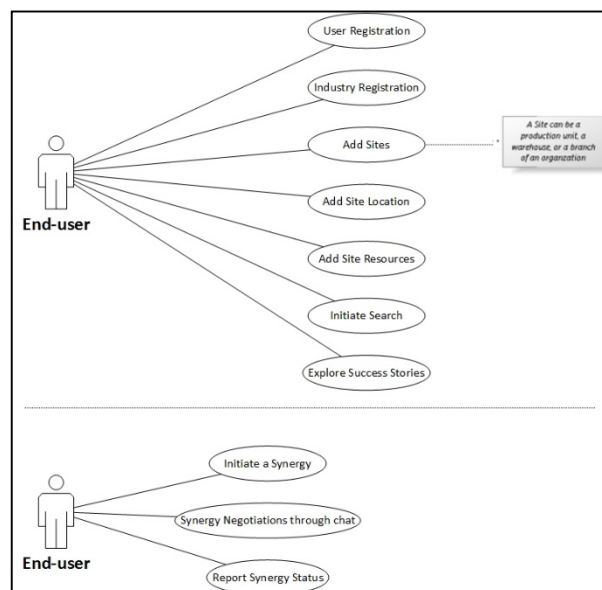 User Registration
Industry Registration
Add Sites
A Site can be a
production unit, a
warehouse, or a branch
of an organzation
Add Site Location
End-user
Add Site Resources
Initiate Search
Explore Success Stories
Initiate a Synergy
Synergy Negotiations through chat
End-user
Report Synergy Status